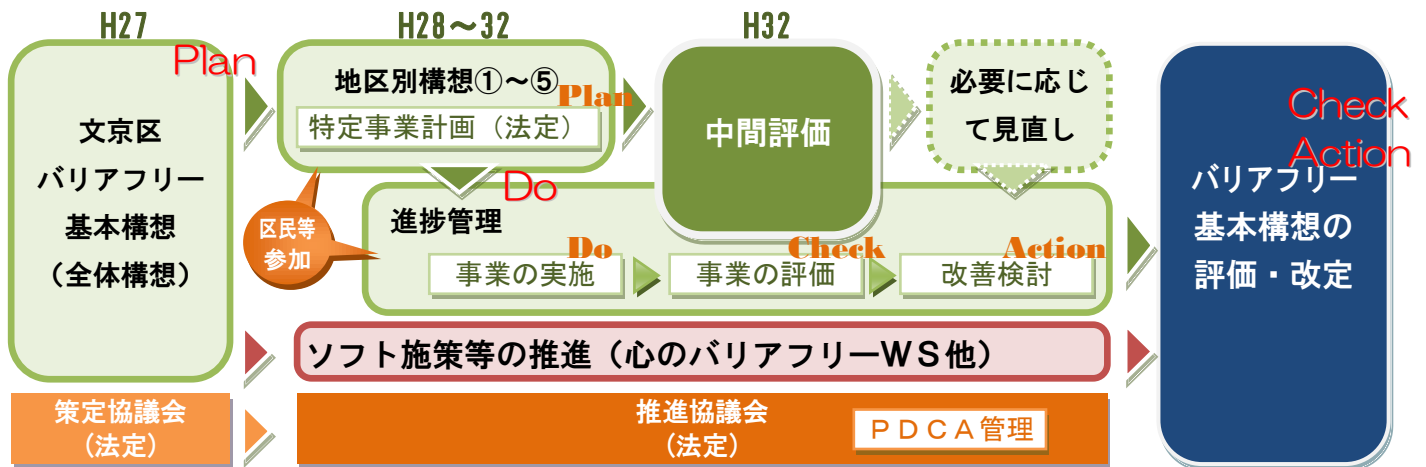 H27
H28～32
H32
Plan
文京区
バリアフリー
基本構想
（全体構想）
地区別構想①～⑤
Plan
特定事業計画（法定）
中間評価
必要に応じ
て見直し
Check
Action
バリアフリー
基本構想の
評価・改定
Do
区民等
参加
進捗管理
Do
事業の実施
Check
事業の評価
Action
改善検討
ソフト施策等の推進（心のバリアフリーＷＳ他）
策定協議会
（法定）
推進協議会
（法定）
ＰＤＣＡ管理